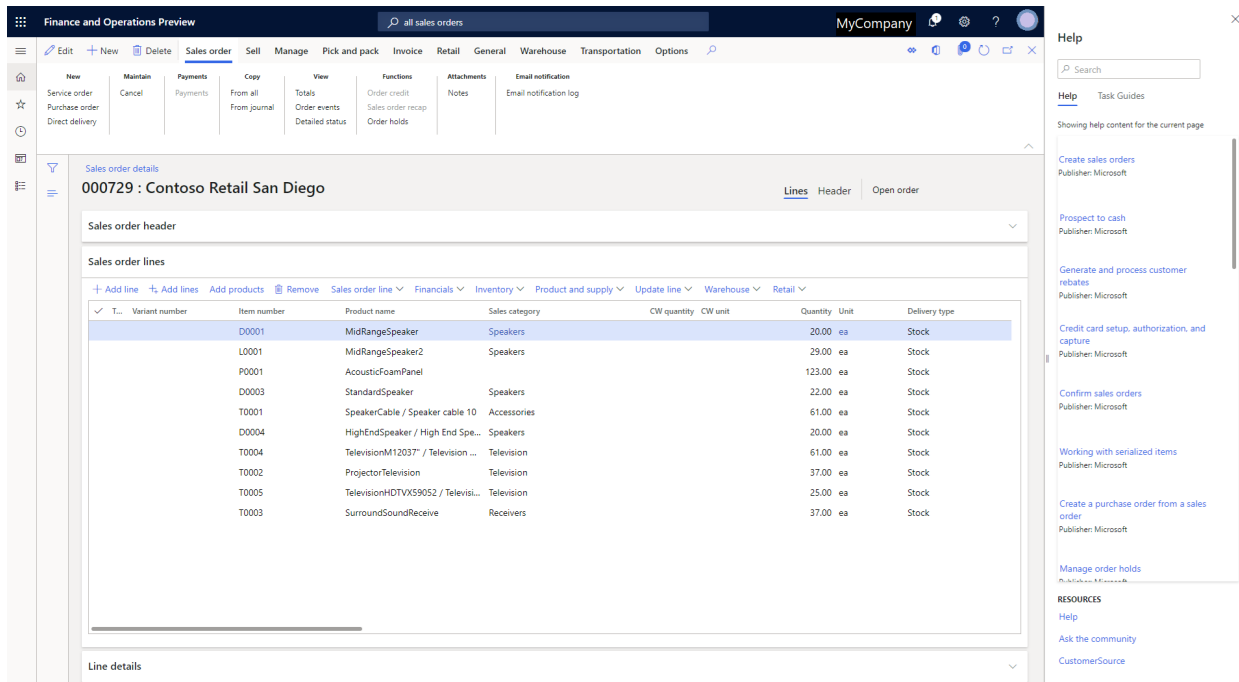 Finance and Operations Preview
all sales orders
MyCompany
?
Edit New Delete Sales order Sell Manage Pick and pack Invoice Retail General Warehouse Transportation Options
0
New Maintain Payments Copy View Functions Attachments Email notification
Service order Cancel Payments From all Totals Order credit Notes Email notification log
Purchase order From journal Order events Sales order recap
Direct delivery Detailed status Order holds
Sales order details
000729 : Contoso Retail San Diego
Lines Header Open order
Sales order header
Sales order lines
Add line Add lines Add products Remove Sales order line Financials Inventory Product and supply Update line Warehouse Retail
T... Variant number Item number Product name Sales category CW quantity CW unit Quantity Unit Delivery type
D0001 MidRangeSpeaker Speakers 20.00 ea Stock
L0001 MidRangeSpeaker2 Speakers 29.00 ea Stock
P0001 AcousticFoamPanel 123.00 ea Stock
D0003 StandardSpeaker Speakers 22.00 ea Stock
T0001 SpeakerCable / Speaker cable 10 Accessories 61.00 ea Stock
D0004 HighEndSpeaker / High End Spe... Speakers 20.00 ea Stock
T0004 TelevisionM12037" / Television ... Television 61.00 ea Stock
T0002 ProjectorTelevision Television 37.00 ea Stock
T0005 TelevisionHDTVX59052 / Televisi... Television 25.00 ea Stock
T0003 SurroundSoundReceive Receivers 37.00 ea Stock
Line details
Help
Search
Help Task Guides
Showing help content for the current page
Create sales orders
Publisher: Microsoft
Prospect to cash
Publisher: Microsoft
Generate and process customer
rebates
Publisher: Microsoft
Credit card setup, authorization, and
capture
Publisher: Microsoft
Confirm sales orders
Publisher: Microsoft
Working with serialized items
Publisher: Microsoft
Create a purchase order from a sales
order
Publisher: Microsoft
Manage order holds
Publisher: Microsoft
RESOURCES
Help
Ask the community
CustomerSource